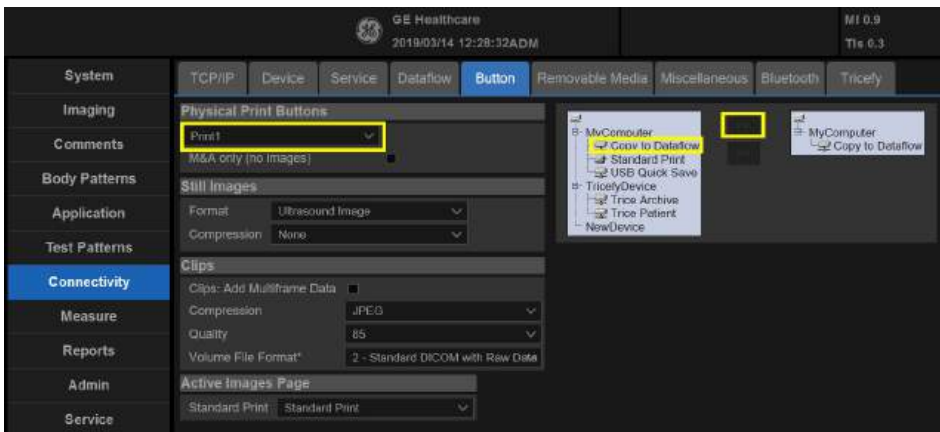 GE Healthcare
2019/03/14 12:28:32ADM
MI 0.9
TIs 0.3
System
Imaging
Comments
Body Patterns
Application
Test Patterns
Connectivity
Measure
Reports
Admin
Service
TCP/IP Device Service Dataflow Button Removable Media Miscellaneous Bluetooth Tricefy
Physical Print Buttons
Print1
M&A only (no images)
Still Images
Format Ultrasound Image
Compression None
Clips
Clips: Add Multiframe Data
Compression JPEG
Quality 85
Volume File Format* 2 - Standard DICOM with Raw Data
Active Images Page
Standard Print Standard Print
MyComputer
Copy to Dataflow
Standard Print
USB Quick Save
TricefyDevice
Trice Archive
Trice Patient
NewDevice
MyComputer
Copy to Dataflow